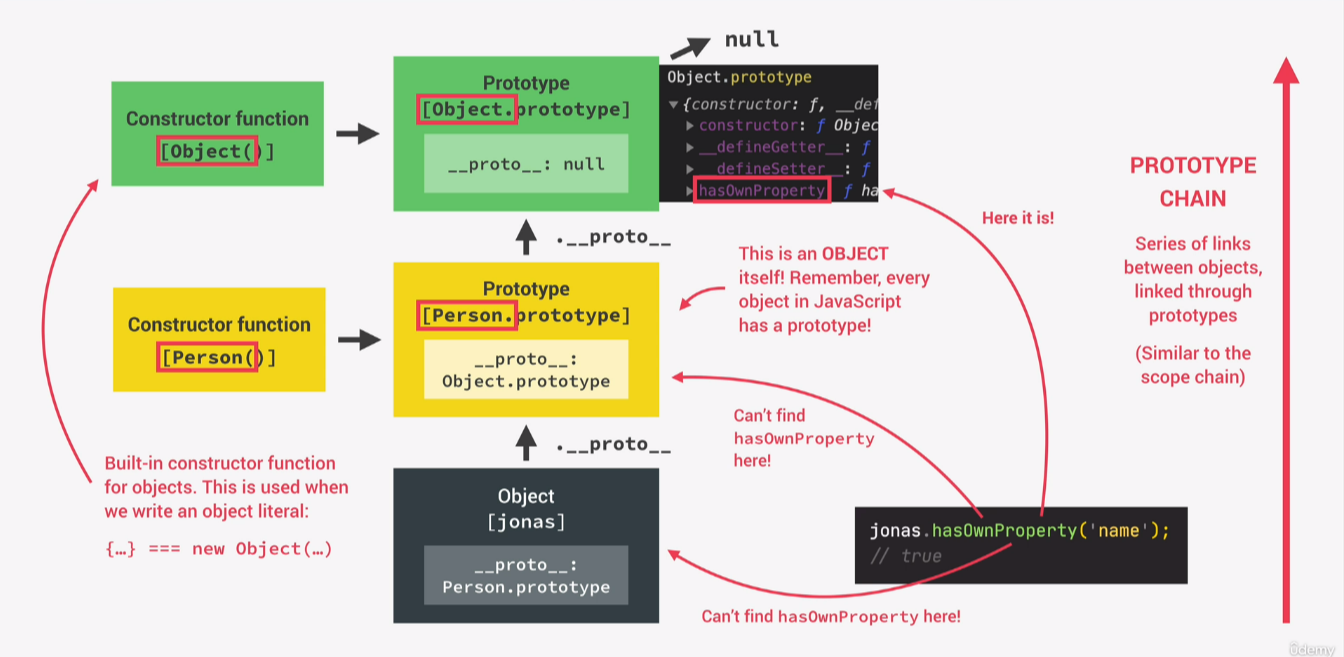 null
Constructor function
[Object()]
Prototype
[Object.prototype]
__proto__: null
Object.prototype
▼{constructor: ƒ, __def
▶ constructor: ƒ Objec
▶ __defineGetter__: ƒ
▶ __defineSetter__: ƒ
▶ hasOwnProperty ƒ ha
Here it is!
PROTOTYPE
CHAIN
Series of links
between objects,
linked through
prototypes
(Similar to the
scope chain)
.__proto__
This is an OBJECT
itself! Remember, every
object in JavaScript
has a prototype!
Constructor function
[Person()]
Prototype
[Person.prototype]
__proto__:
Object.prototype
Can't find
hasOwnProperty
here!
.__proto__
Built-in constructor function
for objects. This is used when
we write an object literal:
{…} === new Object(…)
Object
[jonas]
__proto__:
Person.prototype
jonas.hasOwnProperty('name');
// true
Can't find hasOwnProperty here!
ûdemy